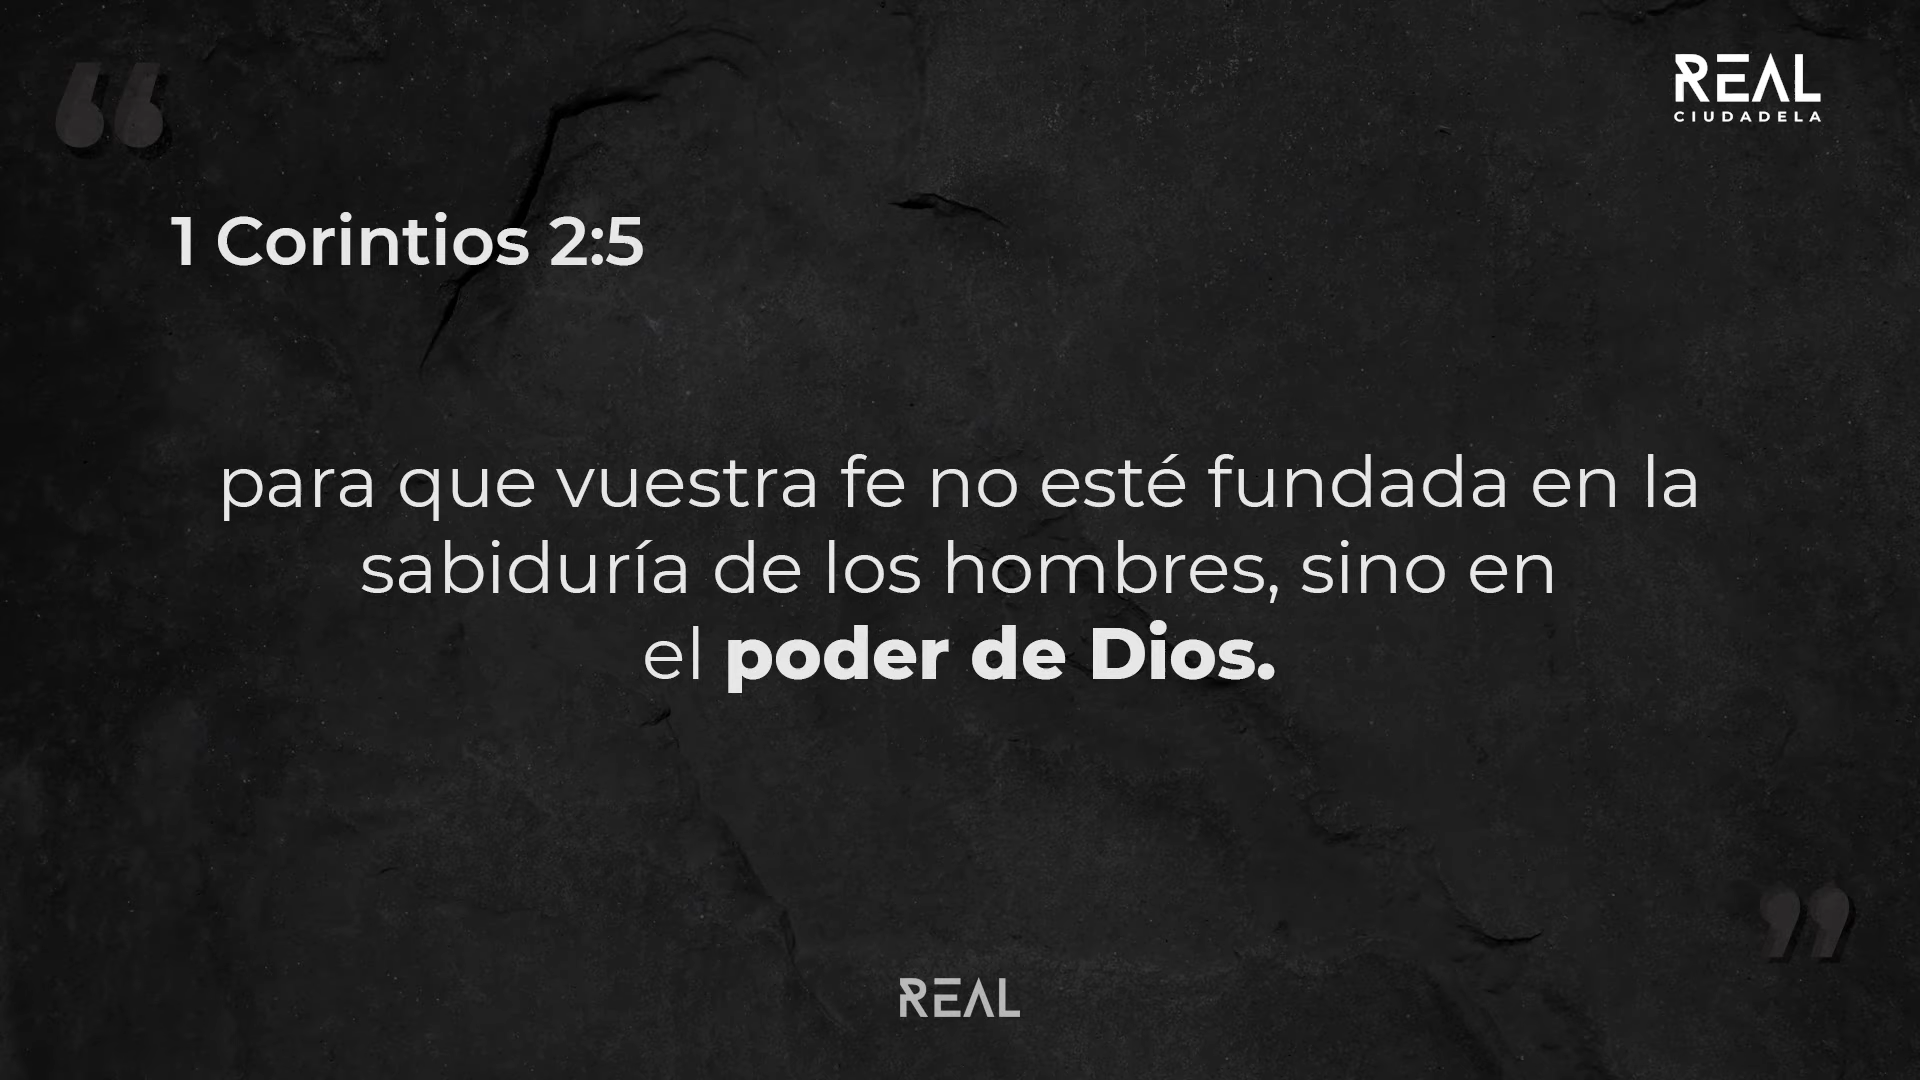 REAL
CIUDADELA
1 Corintios 2:5
para que vuestra fe no esté fundada en la
sabiduría de los hombres, sino en
el poder de Dios.
REAL